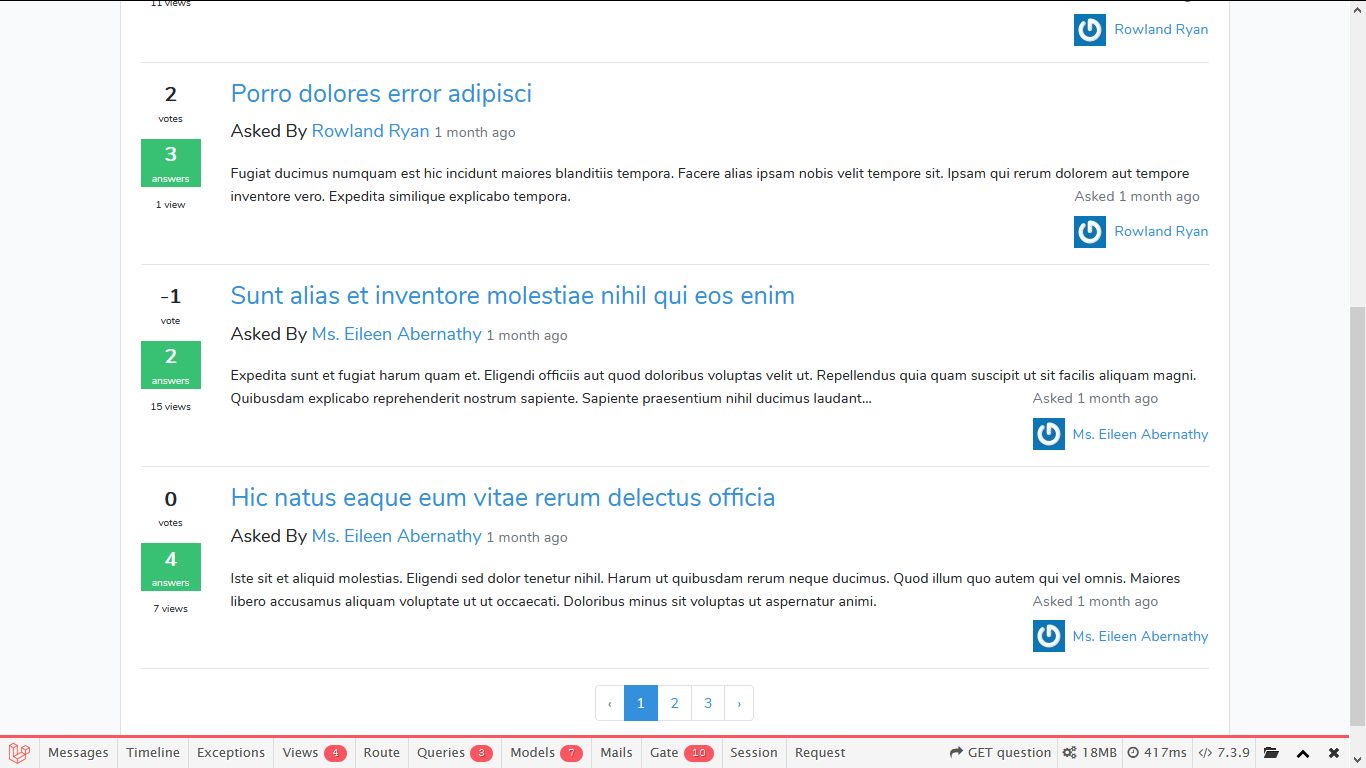 11 views
Rowland Ryan
2
votes
Porro dolores error adipisci
Asked By Rowland Ryan 1 month ago
3
answers
1 view
Fugiat ducimus numquam est hic incidunt maiores blanditiis tempora. Facere alias ipsam nobis velit tempore sit. Ipsam qui rerum dolorem aut tempore
inventore vero. Expedita similique explicabo tempora.
Asked 1 month ago
Rowland Ryan
-1
vote
Sunt alias et inventore molestiae nihil qui eos enim
Asked By Ms. Eileen Abernathy 1 month ago
2
answers
15 views
Expedita sunt et fugiat harum quam et. Eligendi officiis aut quod doloribus voluptas velit ut. Repellendus quia quam suscipit ut sit facilis aliquam magni.
Quibusdam explicabo reprehenderit nostrum sapiente. Sapiente praesentium nihil ducimus laudant...
Asked 1 month ago
Ms. Eileen Abernathy
0
votes
Hic natus eaque eum vitae rerum delectus officia
Asked By Ms. Eileen Abernathy 1 month ago
4
answers
7 views
Iste sit et aliquid molestias. Eligendi sed dolor tenetur nihil. Harum ut quibusdam rerum neque ducimus. Quod illum quo autem qui vel omnis. Maiores
libero accusamus aliquam voluptate ut ut occaecati. Doloribus minus sit voluptas ut aspernatur animi.
Asked 1 month ago
Ms. Eileen Abernathy
‹ 1 2 3 ›
Messages Timeline Exceptions Views 4 Route Queries 3 Models 7 Mails Gate 10 Session Request GET question 18MB 417ms </> 7.3.9